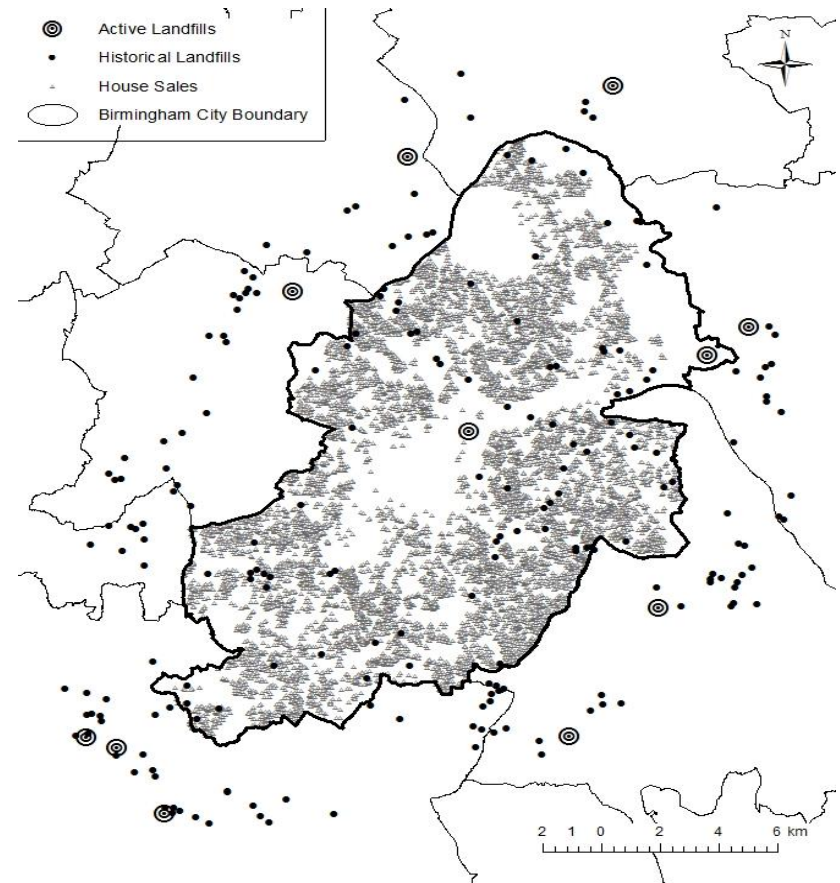 Active Landfills
Historical Landfills
House Sales
Birmingham City Boundary
N
2 1 0 2 4 6 km